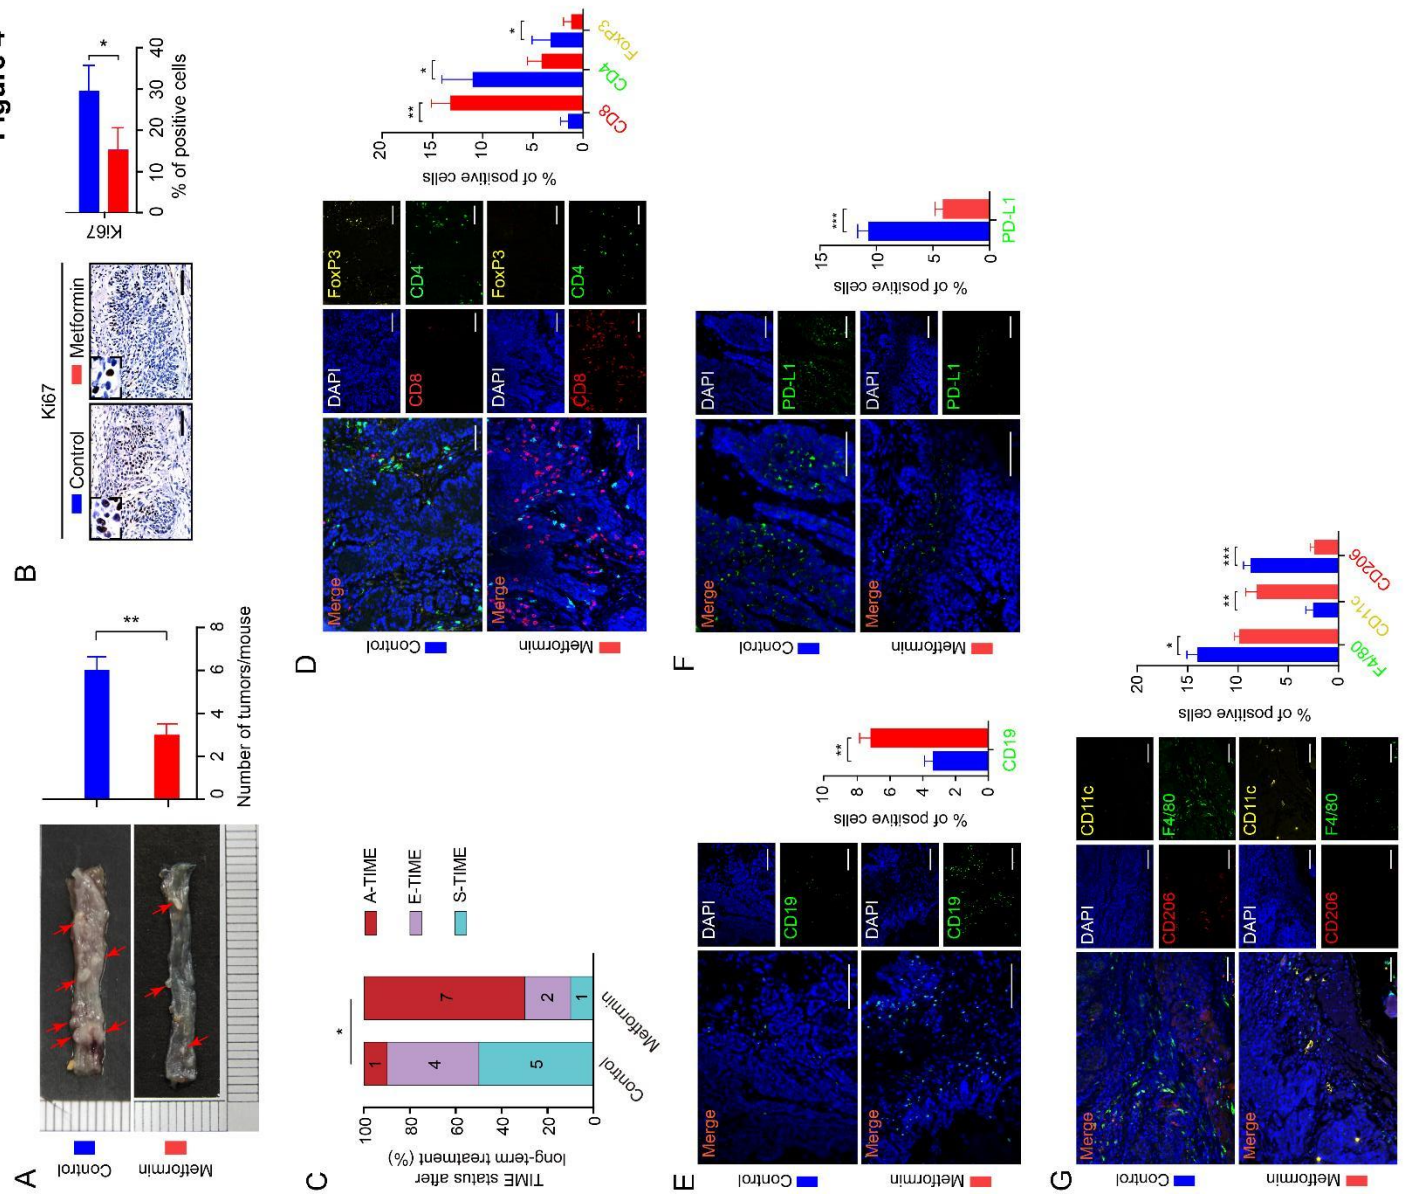 Figure 4
A
Control
Metformin
0
2
4
6
8
Number of tumors/mouse
**
B
Ki67
Control
Metformin
Ki67
0
10
20
30
40
% of positive cells
*
C
TIME status after
long-term treatment (%)
100
80
60
40
20
0
*
1
4
5
7
2
1
Control
Metformin
A-TIME
E-TIME
S-TIME
D
Control
Metformin
Merge
DAPI
FoxP3
CD8
CD4
Merge
DAPI
FoxP3
CD8
CD4
% of positive cells
20
15
10
5
0
**
*
*
CD8
CD4
FoxP3
E
Control
Metformin
Merge
DAPI
CD19
Merge
DAPI
CD19
% of positive cells
10
8
6
4
2
0
**
CD19
F
Control
Metformin
Merge
DAPI
PD-L1
Merge
DAPI
PD-L1
% of positive cells
15
10
5
0
***
PD-L1
G
Control
Metformin
Merge
DAPI
CD11c
CD206
F4/80
Merge
DAPI
CD11c
CD206
F4/80
% of positive cells
20
15
10
5
0
*
**
***
F4/80
CD11c
CD206